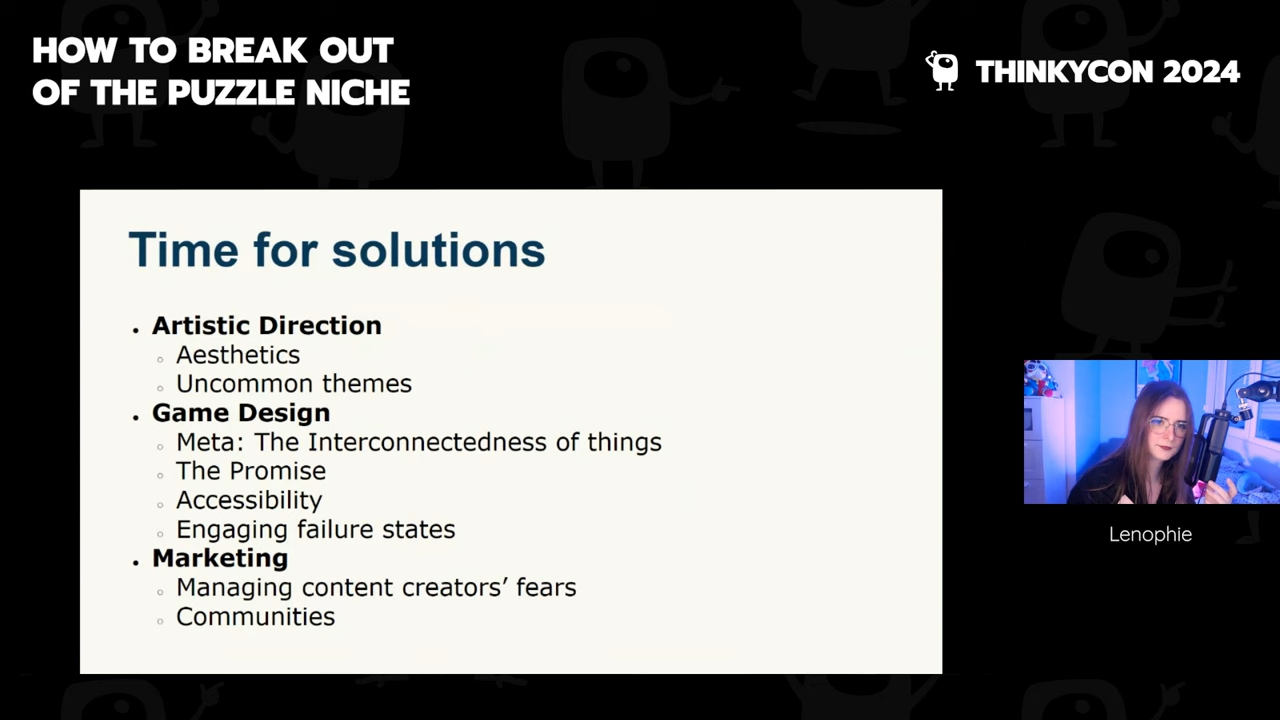 HOW TO BREAK OUT
OF THE PUZZLE NICHE
THINKYCON 2024
Time for solutions
• Artistic Direction
◦ Aesthetics
◦ Uncommon themes
• Game Design
◦ Meta: The Interconnectedness of things
◦ The Promise
◦ Accessibility
◦ Engaging failure states
• Marketing
◦ Managing content creators’ fears
◦ Communities
Lenophie